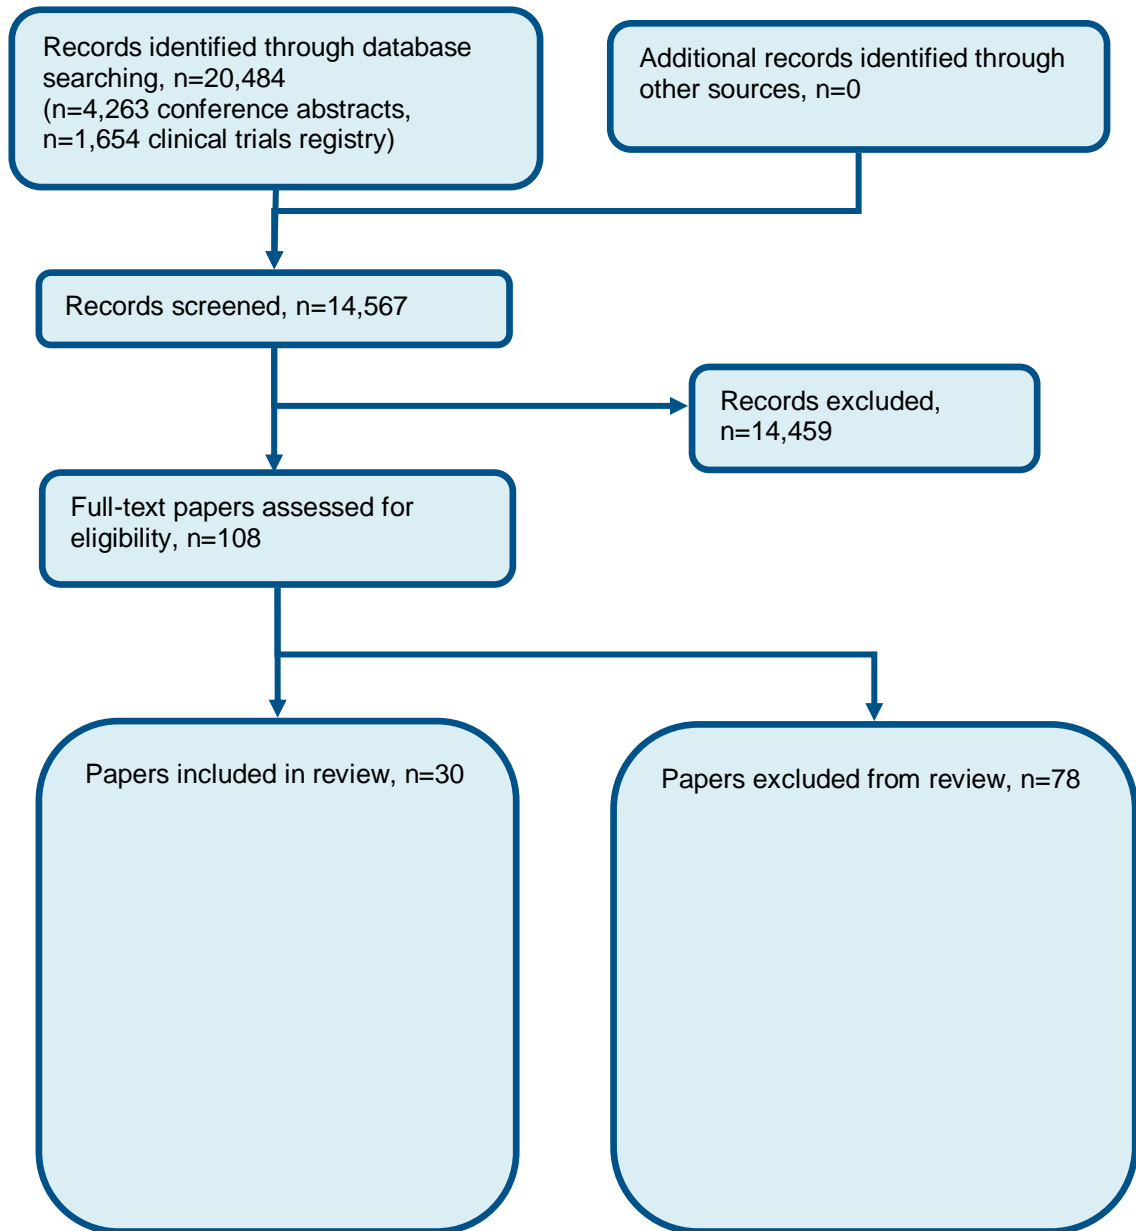 Records identified through database
searching, n=20,484
(n=4,263 conference abstracts,
n=1,654 clinical trials registry)
Additional records identified through
other sources, n=0
Records screened, n=14,567
Records excluded,
n=14,459
Full-text papers assessed for
eligibility, n=108
Papers included in review, n=30
Papers excluded from review, n=78